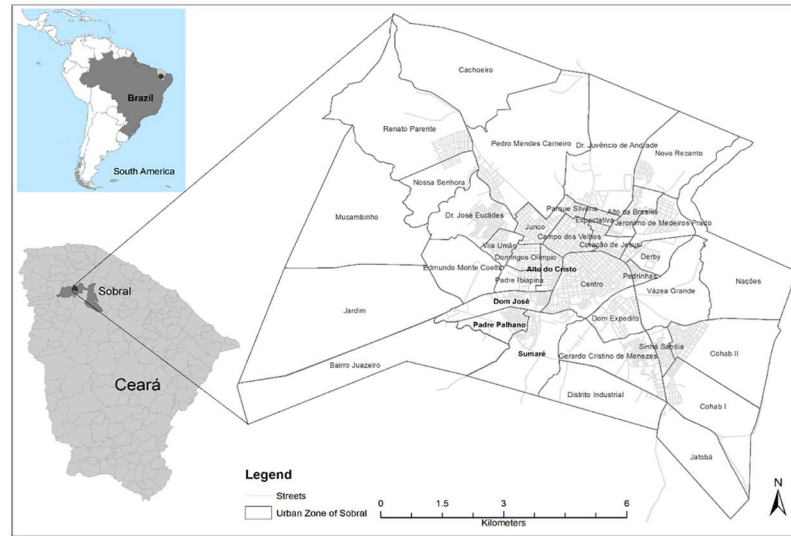 Brazil
South America
Sobral
Ceará
Cachoeiro
Renato Parente
Pedro Mendes Carneiro
Dr. Juvêncio de Andrade
Novo Recanto
Nossa Senhora
Mucambinho
Dr. José Euclides
Parque Silvana
Alto da Brasília
Expectativa
Jeronimo de Medeiros Prado
Junco
Campo dos Velhos
Coração de Jesus
Vila União
Domingos Olímpio
Derby
Edmundo Monte Coelho
Alto do Cristo
Pedrinhas
Nações
Padre Ibiapina
Centro
Vázea Grande
Dom José
Jardim
Dom Expedito
Padre Palhano
Sinhá Sabóia
Sumaré
Gerardo Cristino de Menezes
Cohab II
Bairro Juazeiro
Distrito Industrial
Cohab I
Jatobá
Legend
Streets
Urban Zone of Sobral
0 1.5 3 4.5 6
Kilometers
N